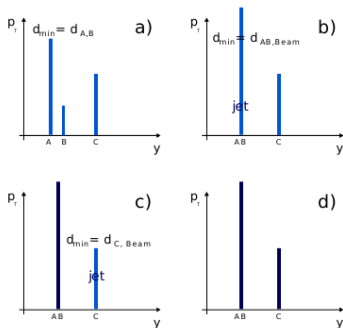 p_T
d_min = d_A,B
a)
A B C
y
p_T
b)
d_min = d_AB,Beam
jet
AB C
y
p_T
c)
d_min = d_C, Beam
jet
AB C
y
p_T
d)
AB C
y